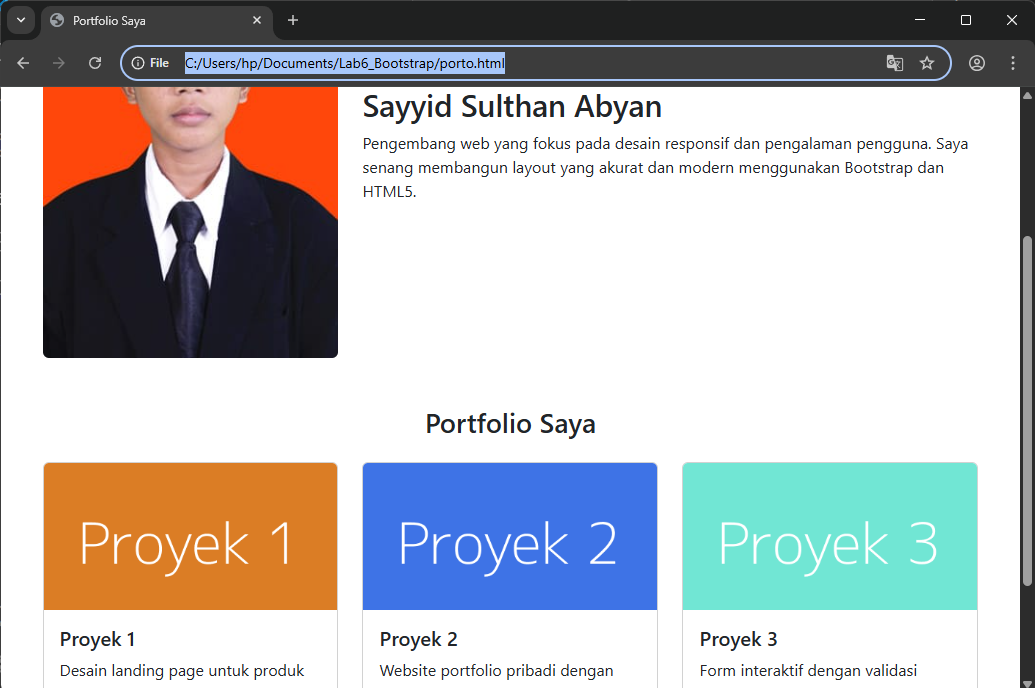 Portfolio Saya
File
C:/Users/hp/Documents/Lab6_Bootstrap/porto.html
Sayyid Sulthan Abyan
Pengembang web yang fokus pada desain responsif dan pengalaman pengguna. Saya
senang membangun layout yang akurat dan modern menggunakan Bootstrap dan
HTML5.
Portfolio Saya
Proyek 1
Proyek 2
Proyek 3
Proyek 1
Proyek 2
Proyek 3
Desain landing page untuk produk
Website portfolio pribadi dengan
Form interaktif dengan validasi